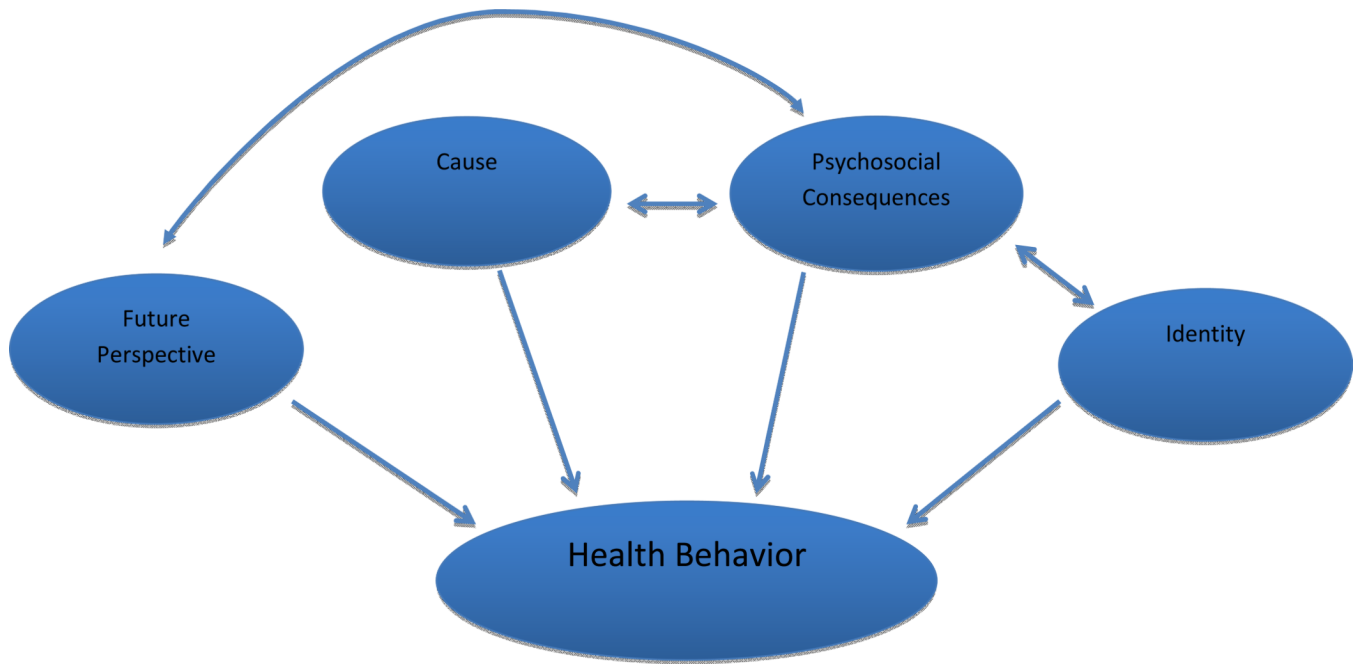 Cause
Psychosocial
Consequences
Future
Perspective
Identity
Health Behavior